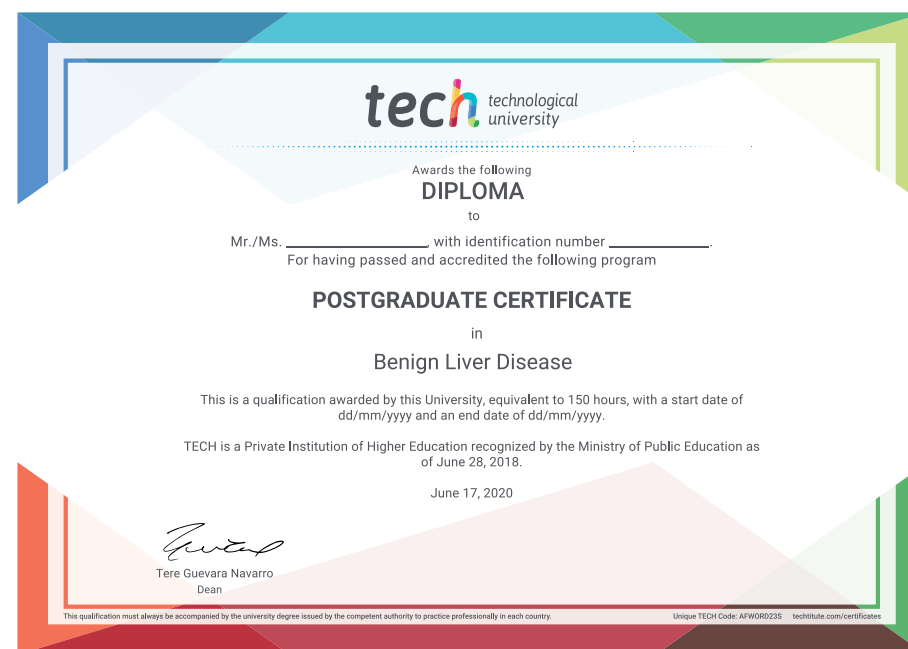 tech technological
university
Awards the following
DIPLOMA
to
Mr./Ms. ____________________, with identification number ______________.
For having passed and accredited the following program
POSTGRADUATE CERTIFICATE
in
Benign Liver Disease
This is a qualification awarded by this University, equivalent to 150 hours, with a start date of
dd/mm/yyyy and an end date of dd/mm/yyyy.
TECH is a Private Institution of Higher Education recognized by the Ministry of Public Education as
of June 28, 2018.
June 17, 2020
Tere Guevara Navarro
Dean
This qualification must always be accompanied by the university degree issued by the competent authority to practice professionally in each country. Unique TECH Code: AFWORD23S techtitute.com/certificates